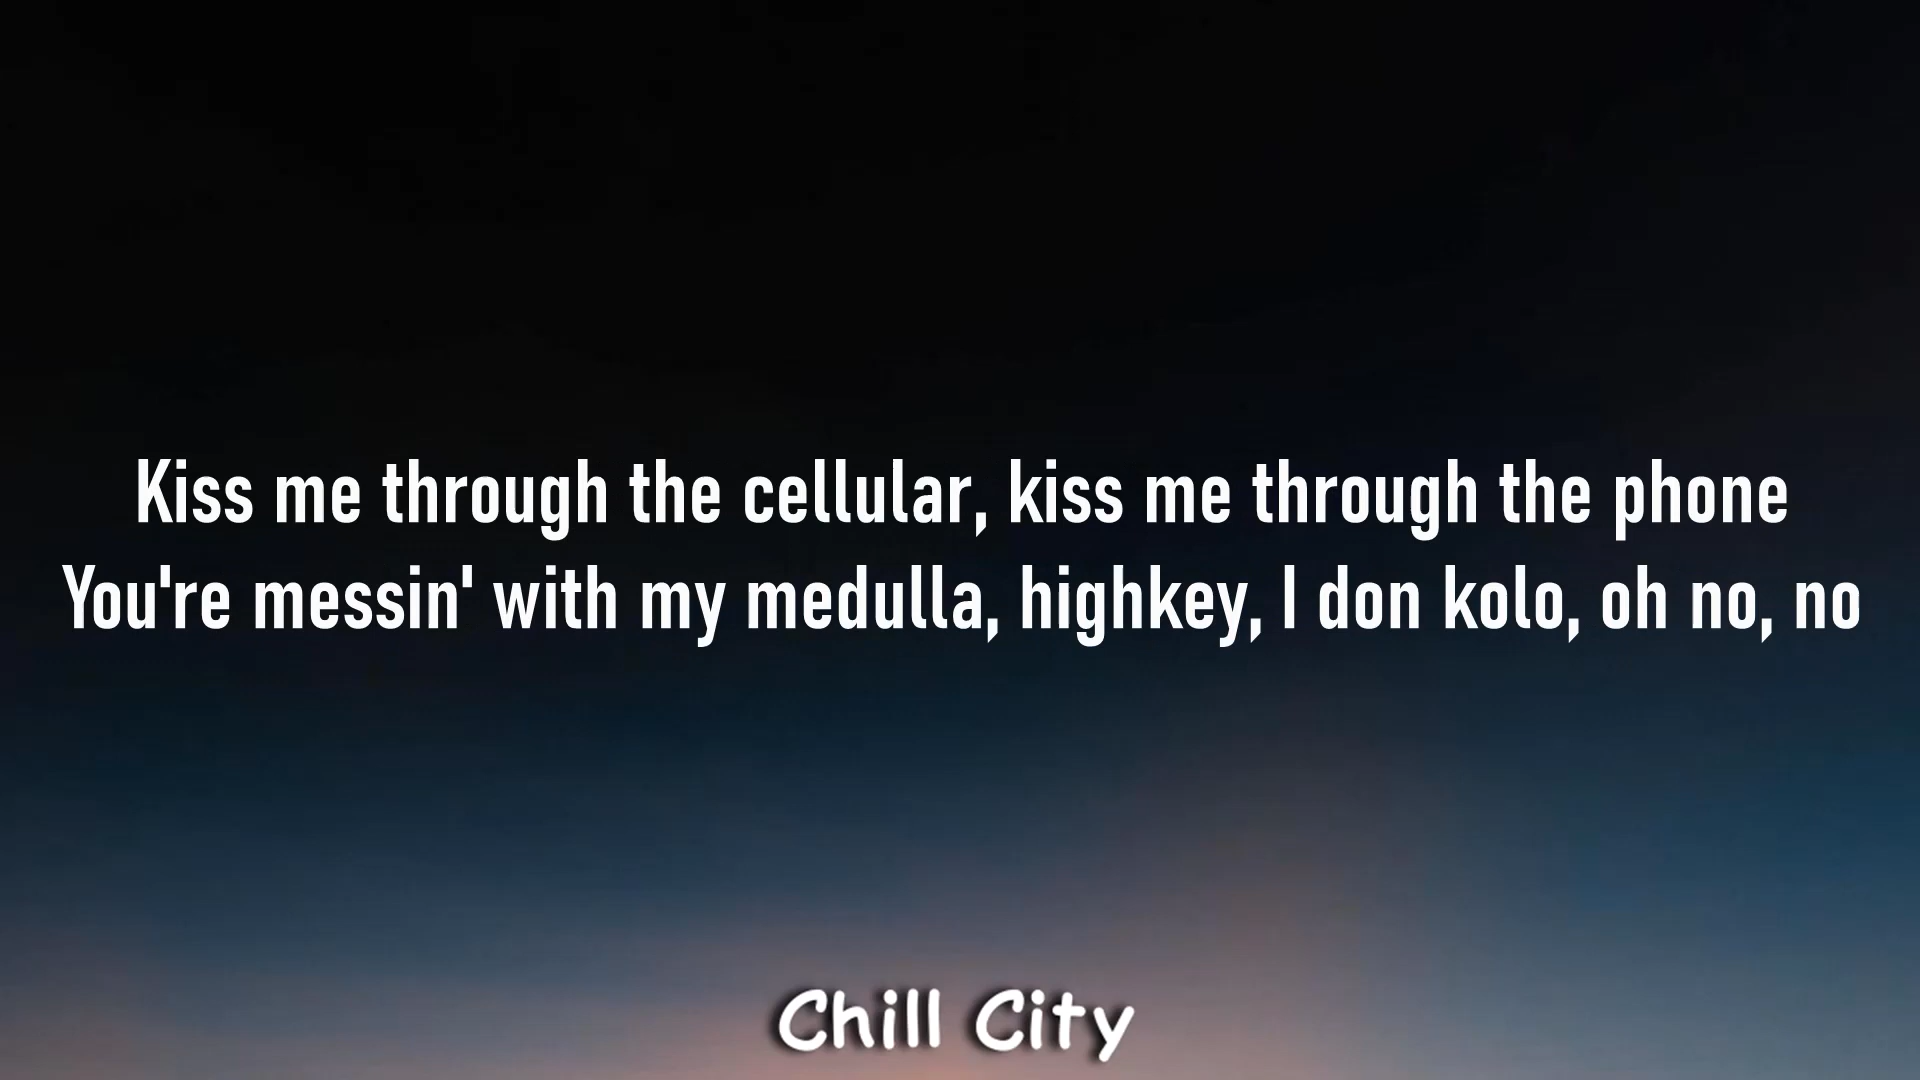 Kiss me through the cellular, kiss me through the phone
You're messin' with my medulla, highkey, I don kolo, oh no, no
Chill City